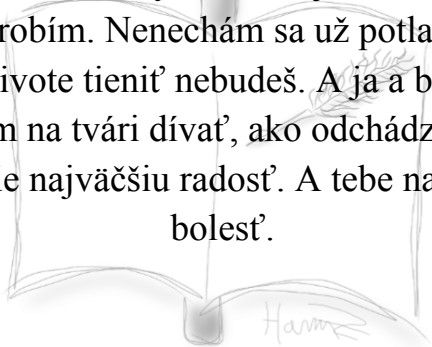 robím. Nenechám sa už potla
ivote tieniť nebudeš. A ja a b
m na tvári dívať, ako odchádz
ie najväčšiu radosť. A tebe na
bolesť.